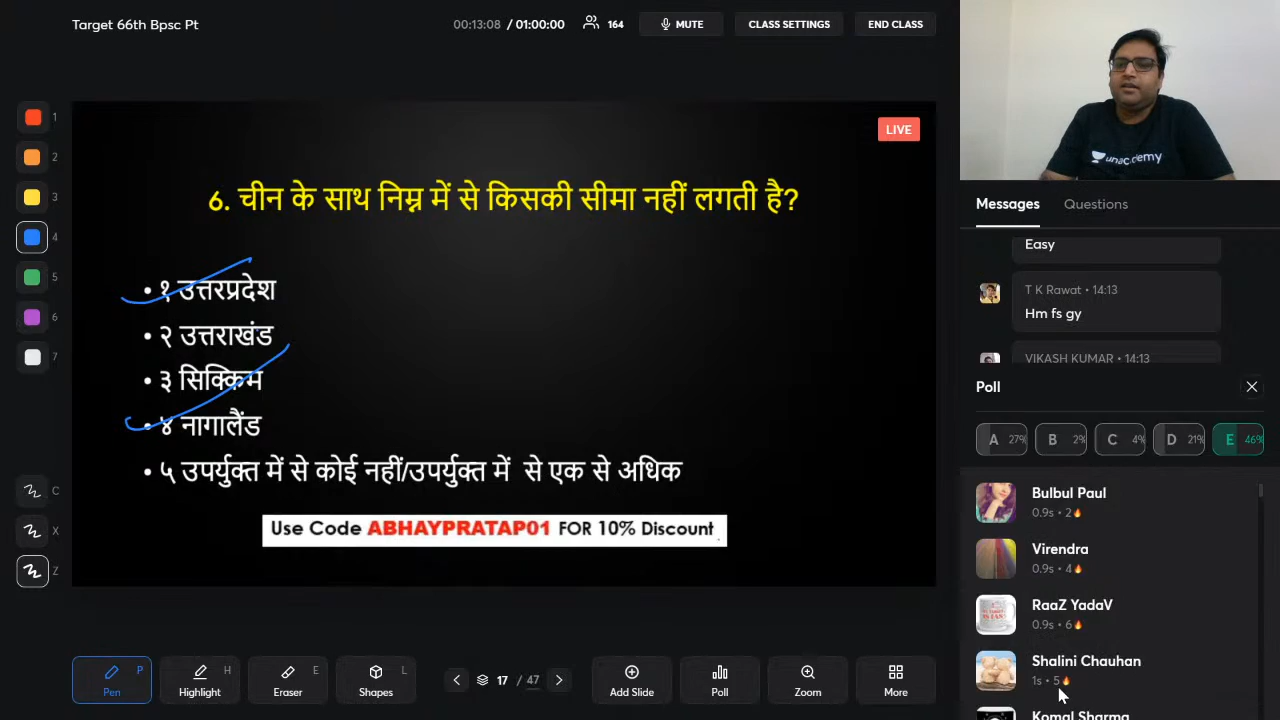 Target 66th Bpsc Pt
00:13:08 / 01:00:00
164
MUTE
CLASS SETTINGS
END CLASS
LIVE
unacademy
1
2
3
4
5
6
7
C
X
Z
6. चीन के साथ निम्न में से किसकी सीमा नहीं लगती है?
• १ उत्तरप्रदेश
• २ उत्तराखंड
• ३ सिक्किम
• ४ नागालैंड
• ५ उपर्युक्त में से कोई नहीं/उपर्युक्त में से एक से अधिक
Use Code ABHAYPRATAP01 FOR 10% Discount
Messages Questions
Easy
T K Rawat • 14:13
Hm fs gy
VIKASH KUMAR • 14:13
Poll
A 27% B 2% C 4% D 21% E 46%
Bulbul Paul
0.9s • 2
Virendra
0.9s • 4
RaaZ YadaV
0.9s • 6
Shalini Chauhan
1s • 5
Komal Sharma
Pen P
Highlight H
Eraser E
Shapes L
17 / 47
Add Slide
Poll
Zoom
More